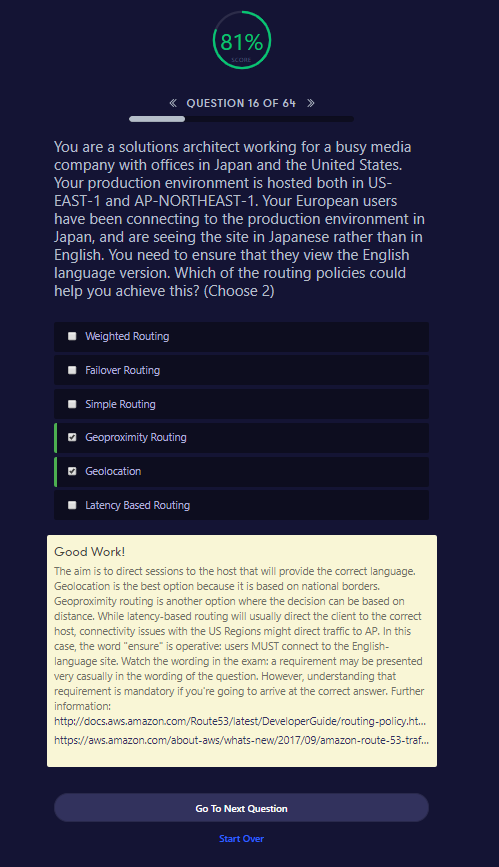 81%
SCORE
« QUESTION 16 OF 64 »
You are a solutions architect working for a busy media
company with offices in Japan and the United States.
Your production environment is hosted both in US-
EAST-1 and AP-NORTHEAST-1. Your European users
have been connecting to the production environment in
Japan, and are seeing the site in Japanese rather than in
English. You need to ensure that they view the English
language version. Which of the routing policies could
help you achieve this? (Choose 2)
Weighted Routing
Failover Routing
Simple Routing
Geoproximity Routing
Geolocation
Latency Based Routing
Good Work!
The aim is to direct sessions to the host that will provide the correct language.
Geolocation is the best option because it is based on national borders.
Geoproximity routing is another option where the decision can be based on
distance. While latency-based routing will usually direct the client to the correct
host, connectivity issues with the US Regions might direct traffic to AP. In this
case, the word "ensure" is operative: users MUST connect to the English-
language site. Watch the wording in the exam: a requirement may be presented
very casually in the wording of the question. However, understanding that
requirement is mandatory if you're going to arrive at the correct answer. Further
information:
http://docs.aws.amazon.com/Route53/latest/DeveloperGuide/routing-policy.ht...
https://aws.amazon.com/about-aws/whats-new/2017/09/amazon-route-53-traf...
Go To Next Question
Start Over